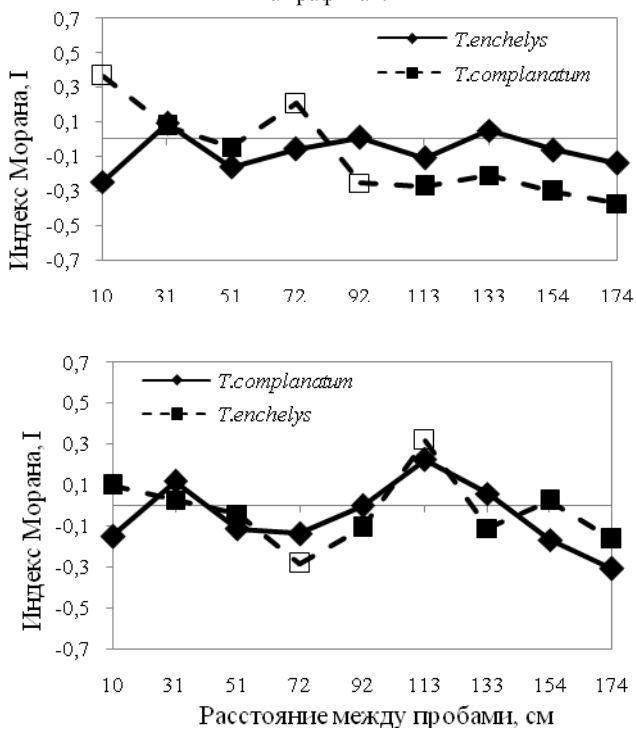 0,7
0,5
0,3
0,1
-0,1
-0,3
-0,5
-0,7
Индекс Морана, I
T.enchelys
T.complanatum
10 31 51 72 92 113 133 154 174
0,7
0,5
0,3
0,1
-0,1
-0,3
-0,5
-0,7
Индекс Морана, I
T.complanatum
T.enchelys
10 31 51 72 92 113 133 154 174
Расстояние между пробами, см